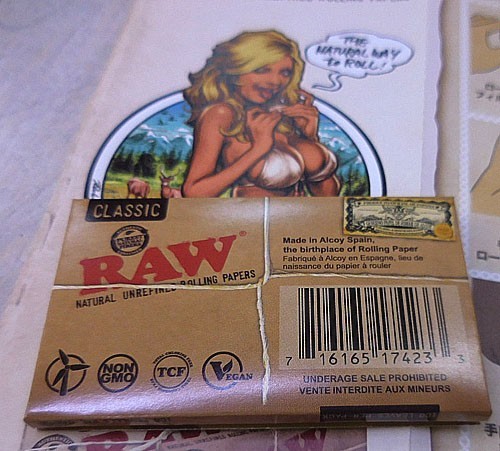 THE
NATURAL WAY
to ROLL!
CLASSIC
RAW®
NATURAL UNREFINED ROLLING PAPERS
Made in Alcoy Spain,
the birthplace of Rolling Paper
Fabriqué à Alcoy en Espagne, lieu de
naissance du papier à rouler
NON
GMO
TCF
VEGAN
7 16165 17423 3
UNDERAGE SALE PROHIBITED
VENTE INTERDITE AUX MINEURS